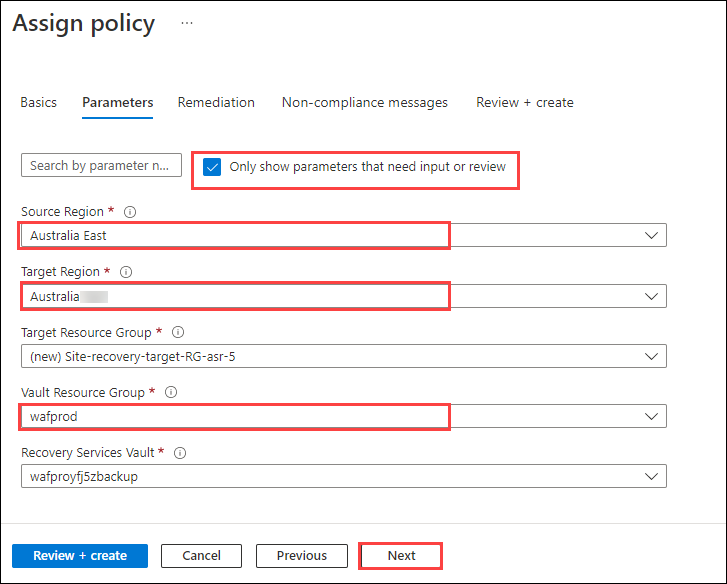 Assign policy ...
Basics Parameters Remediation Non-compliance messages Review + create
Search by parameter n... Only show parameters that need input or review
Source Region *
Australia East
Target Region *
Australia
Target Resource Group *
(new) Site-recovery-target-RG-asr-5
Vault Resource Group *
wafprod
Recovery Services Vault *
wafproyfj5zbackup
Review + create Cancel Previous Next